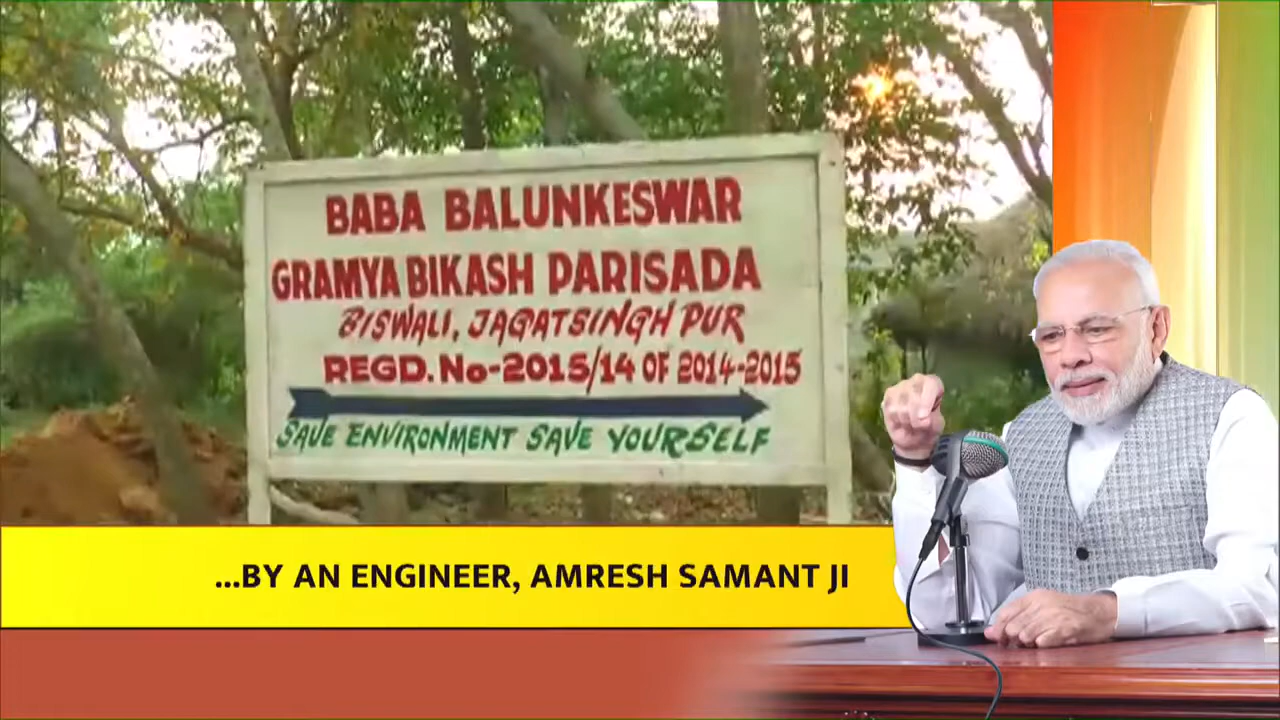 BABA BALUNKESWAR
GRAMYA BIKASH PARISADA
BISWALI, JAGATSINGH PUR
REGD. No-2015/14 OF 2014-2015
SAVE ENVIRONMENT SAVE YOURSELF
...BY AN ENGINEER, AMRESH SAMANT JI